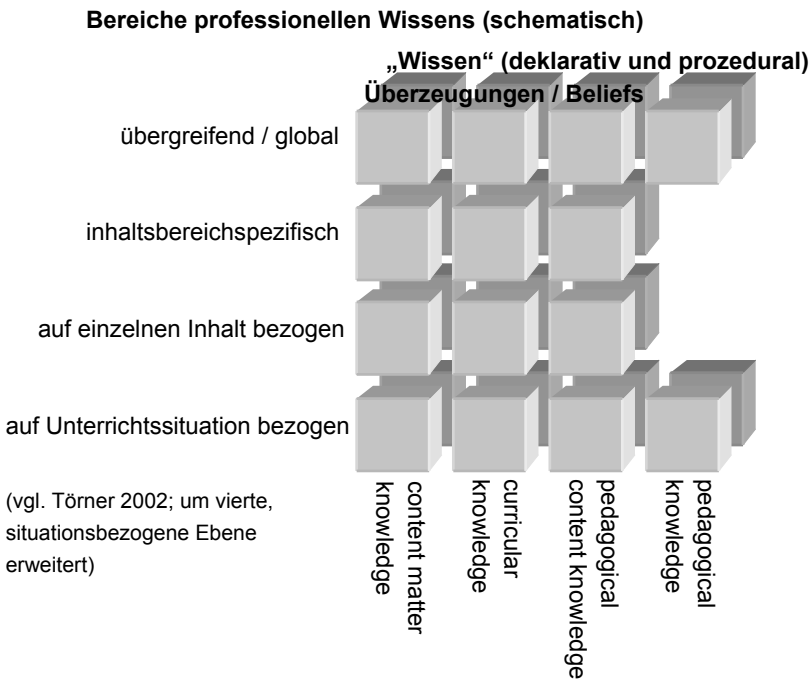 Bereiche professionellen Wissens (schematisch)
„Wissen“ (deklarativ und prozedural)
Überzeugungen / Beliefs
übergreifend / global
inhaltsbereichspezifisch
auf einzelnen Inhalt bezogen
auf Unterrichtssituation bezogen
(vgl. Törner 2002; um vierte,
situationsbezogene Ebene
erweitert)
content matter
knowledge
curricular
knowledge
pedagogical
content knowledge
pedagogical
knowledge